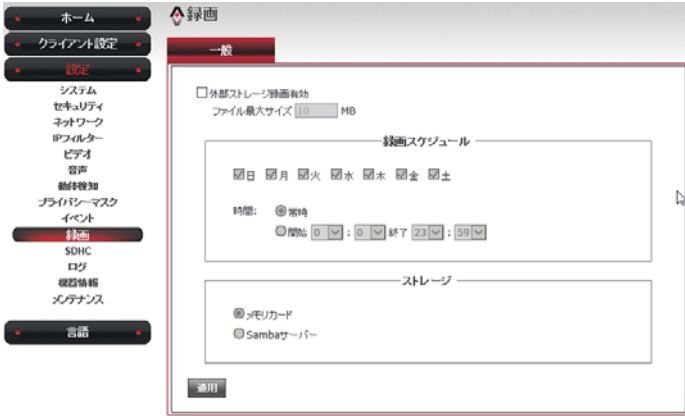 ホーム
クライアント設定
設定
システム
セキュリティ
ネットワーク
IPフィルター
ビデオ
音声
動体検知
プライバシーマスク
イベント
録画
SDHC
ログ
機器情報
メンテナンス
言語
録画
一般
外部ストレージ録画有効
ファイル最大サイズ 10 MB
録画スケジュール
日 月 火 水 木 金 土
時間: 常時
開始 0 : 0 終了 23 : 59
ストレージ
メモリカード
Sambaサーバー
適用